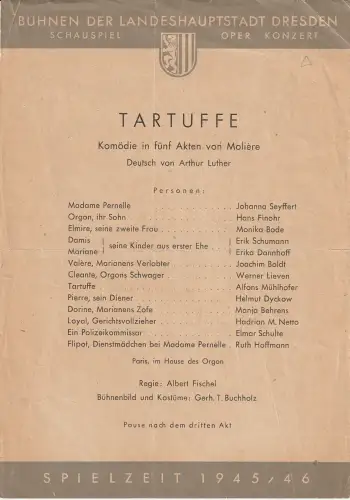 BÜHNEN DER LANDESHAUPTSTADT DRESDEN
SCHAUSPIEL OPER KONZERT
TARTUFFE
Komödie in fünf Akten von Molière
Deutsch von Arthur Luther
Personen:
Madame Pernelle . . . Johanna Seyffert
Orgon, ihr Sohn . . . Hans Finohr
Elmire, seine zweite Frau . . . Monika Bode
Damis } seine Kinder aus erster Ehe . . { Erik Schumann
Mariane } { Erika Dannhoff
Valère, Marianens Verlobter . . . Joachim Boldt
Cleante, Orgons Schwager . . . Werner Lieven
Tartuffe . . . Alfons Mühlhofer
Pierre, sein Diener . . . Helmut Dyckow
Dorine, Marianens Zofe . . . Manja Behrens
Loyal, Gerichtsvollzieher . . . Hadrian M. Netto
Ein Polizeikommissar . . . Elmar Schulte
Flipot, Dienstmädchen bei Madame Pernelle . Ruth Hoffmann
Paris, im Hause des Orgon
Regie: Albert Fischel
Bühnenbild und Kostüme: Gerh. T. Buchholz
Pause nach dem dritten Akt
SPIELZEIT 1945/46